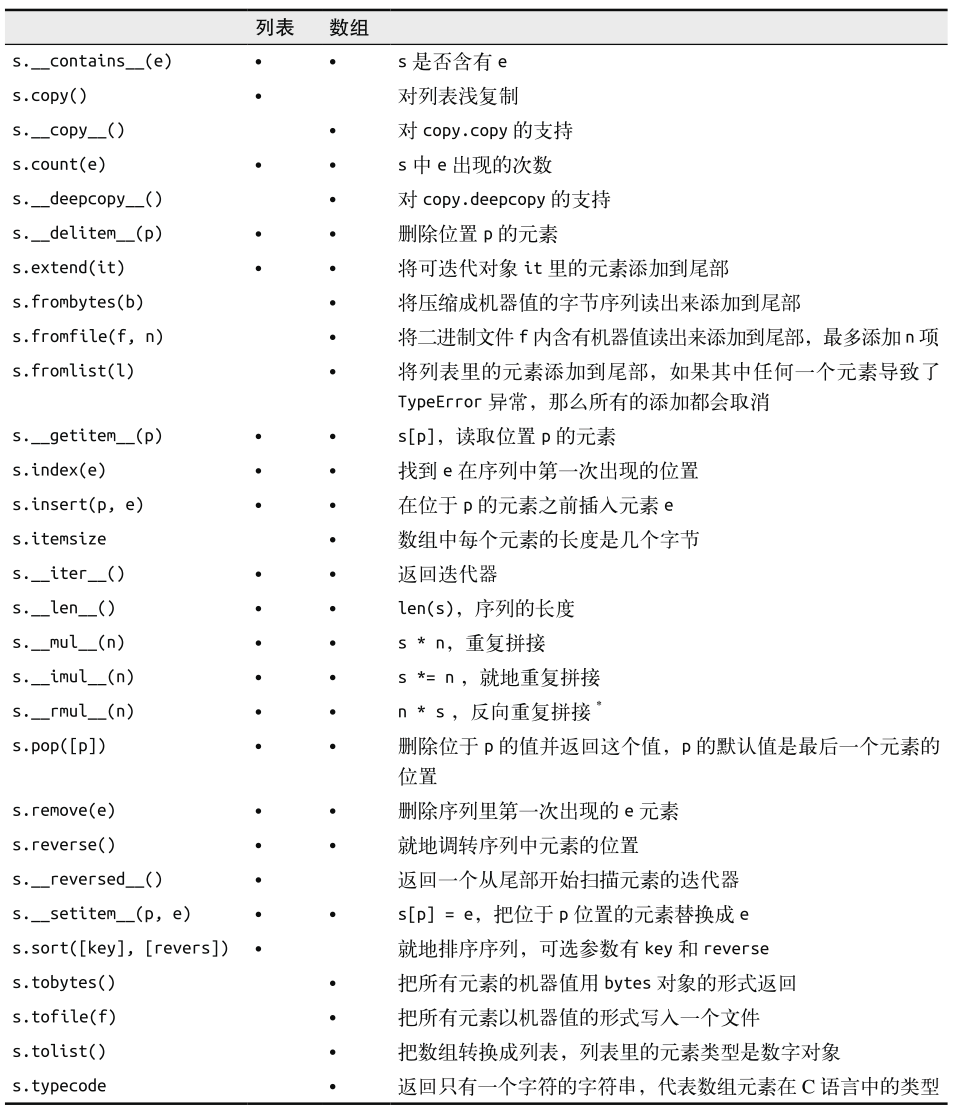 列表 数组
s.__contains__(e) • • s 是否含有 e
s.copy() • 对列表浅复制
s.__copy__() • 对 copy.copy 的支持
s.count(e) • • s 中 e 出现的次数
s.__deepcopy__() • 对 copy.deepcopy 的支持
s.__delitem__(p) • • 删除位置 p 的元素
s.extend(it) • • 将可迭代对象 it 里的元素添加到尾部
s.frombytes(b) • 将压缩成机器值的字节序列读出来添加到尾部
s.fromfile(f, n) • 将二进制文件 f 内含有机器值读出来添加到尾部，最多添加 n 项
s.fromlist(l) • 将列表里的元素添加到尾部，如果其中任何一个元素导致了
TypeError 异常，那么所有的添加都会取消
s.__getitem__(p) • • s[p]，读取位置 p 的元素
s.index(e) • • 找到 e 在序列中第一次出现的位置
s.insert(p, e) • • 在位于 p 的元素之前插入元素 e
s.itemsize • 数组中每个元素的长度是几个字节
s.__iter__() • • 返回迭代器
s.__len__() • • len(s)，序列的长度
s.__mul__(n) • • s * n，重复拼接
s.__imul__(n) • • s *= n ，就地重复拼接
s.__rmul__(n) • • n * s ，反向重复拼接*
s.pop([p]) • • 删除位于 p 的值并返回这个值，p 的默认值是最后一个元素的
位置
s.remove(e) • • 删除序列里第一次出现的 e 元素
s.reverse() • • 就地调转序列中元素的位置
s.__reversed__() • 返回一个从尾部开始扫描元素的迭代器
s.__setitem__(p, e) • • s[p] = e，把位于 p 位置的元素替换成 e
s.sort([key], [revers]) • 就地排序序列，可选参数有 key 和 reverse
s.tobytes() • 把所有元素的机器值用 bytes 对象的形式返回
s.tofile(f) • 把所有元素以机器值的形式写入一个文件
s.tolist() • 把数组转换成列表，列表里的元素类型是数字对象
s.typecode • 返回只有一个字符的字符串，代表数组元素在 C 语言中的类型